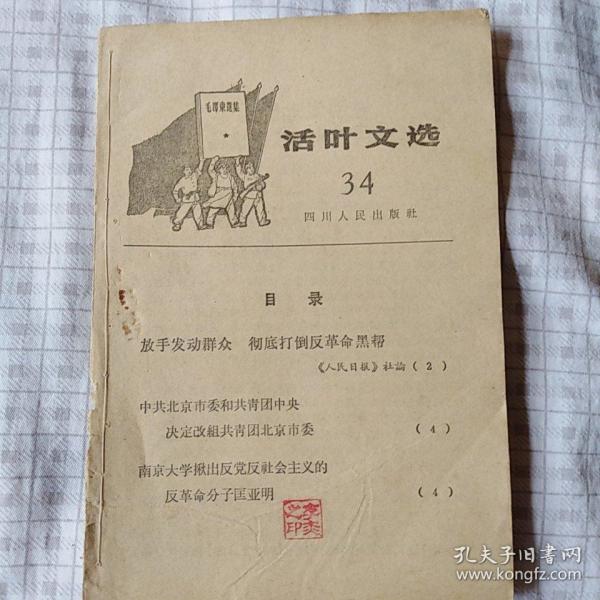 毛澤東選集
活叶文选
34
四川人民出版社
目录
放手发动群众 彻底打倒反革命黑帮
《人民日报》社論(2)
中共北京市委和共青团中央
决定改組共青团北京市委 (4)
南京大学揪出反党反社会主义的
反革命分子匡亚明 (4)
孔夫子旧书网
www.kongfz.com